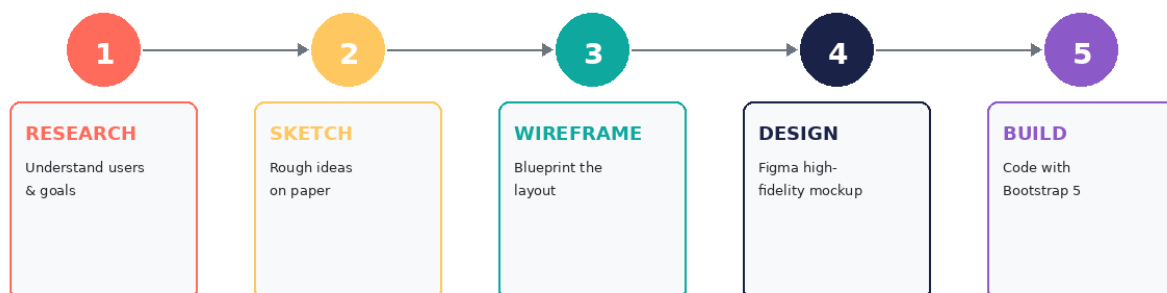 1
2
3
4
5
RESEARCH
Understand users
& goals
SKETCH
Rough ideas
on paper
WIREFRAME
Blueprint the
layout
DESIGN
Figma high-
fidelity mockup
BUILD
Code with
Bootstrap 5